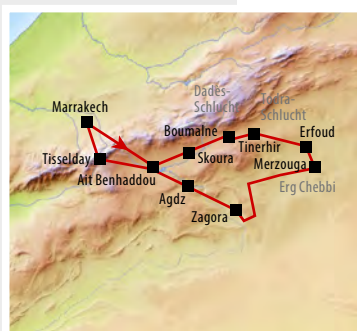 Dadès-
Schlucht
Todra-
Schlucht
Marrakech
Boumalne
Erfoud
Tinerhir
Tisselday
Skoura
Merzouga
Ait Benhaddou
Erg Chebbi
Agdz
Zagora